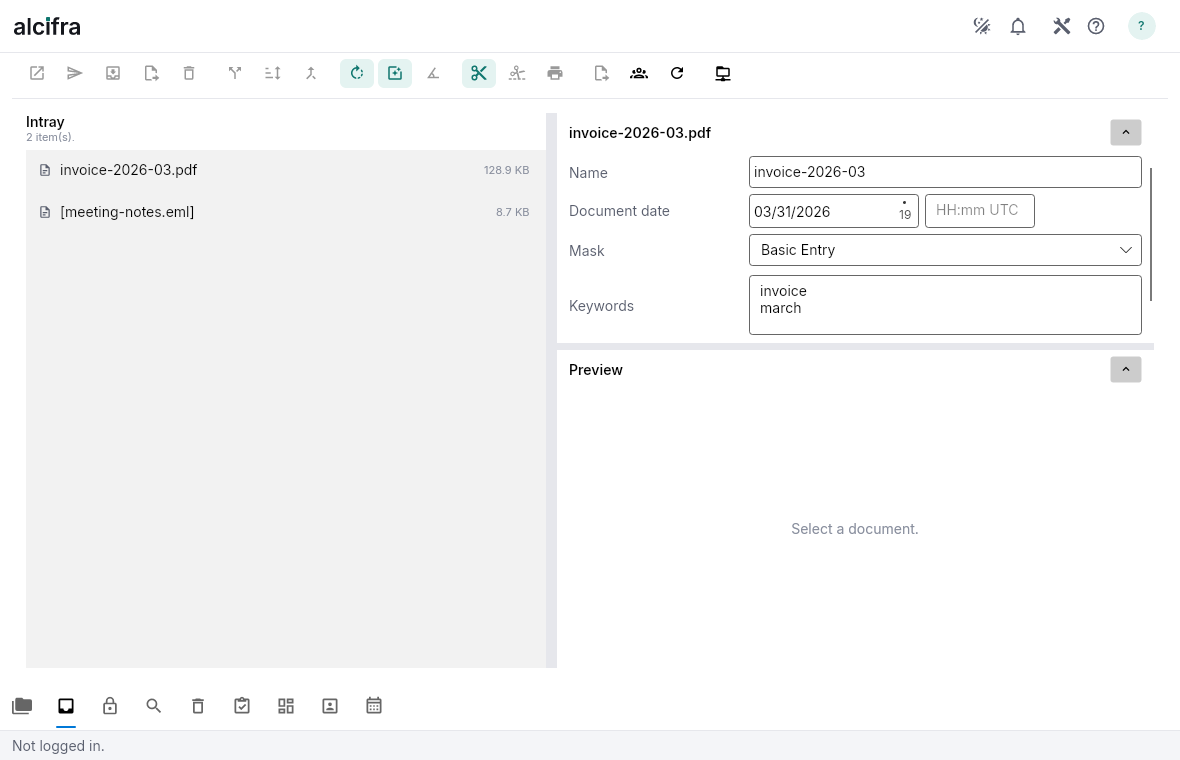 alcifra
?
Intray
2 item(s).
invoice-2026-03.pdf
128.9 KB
[meeting-notes.eml]
8.7 KB
invoice-2026-03.pdf
Name
invoice-2026-03
Document date
03/31/2026
19
HH:mm UTC
Mask
Basic Entry
Keywords
invoice
march
Preview
Select a document.
Not logged in.